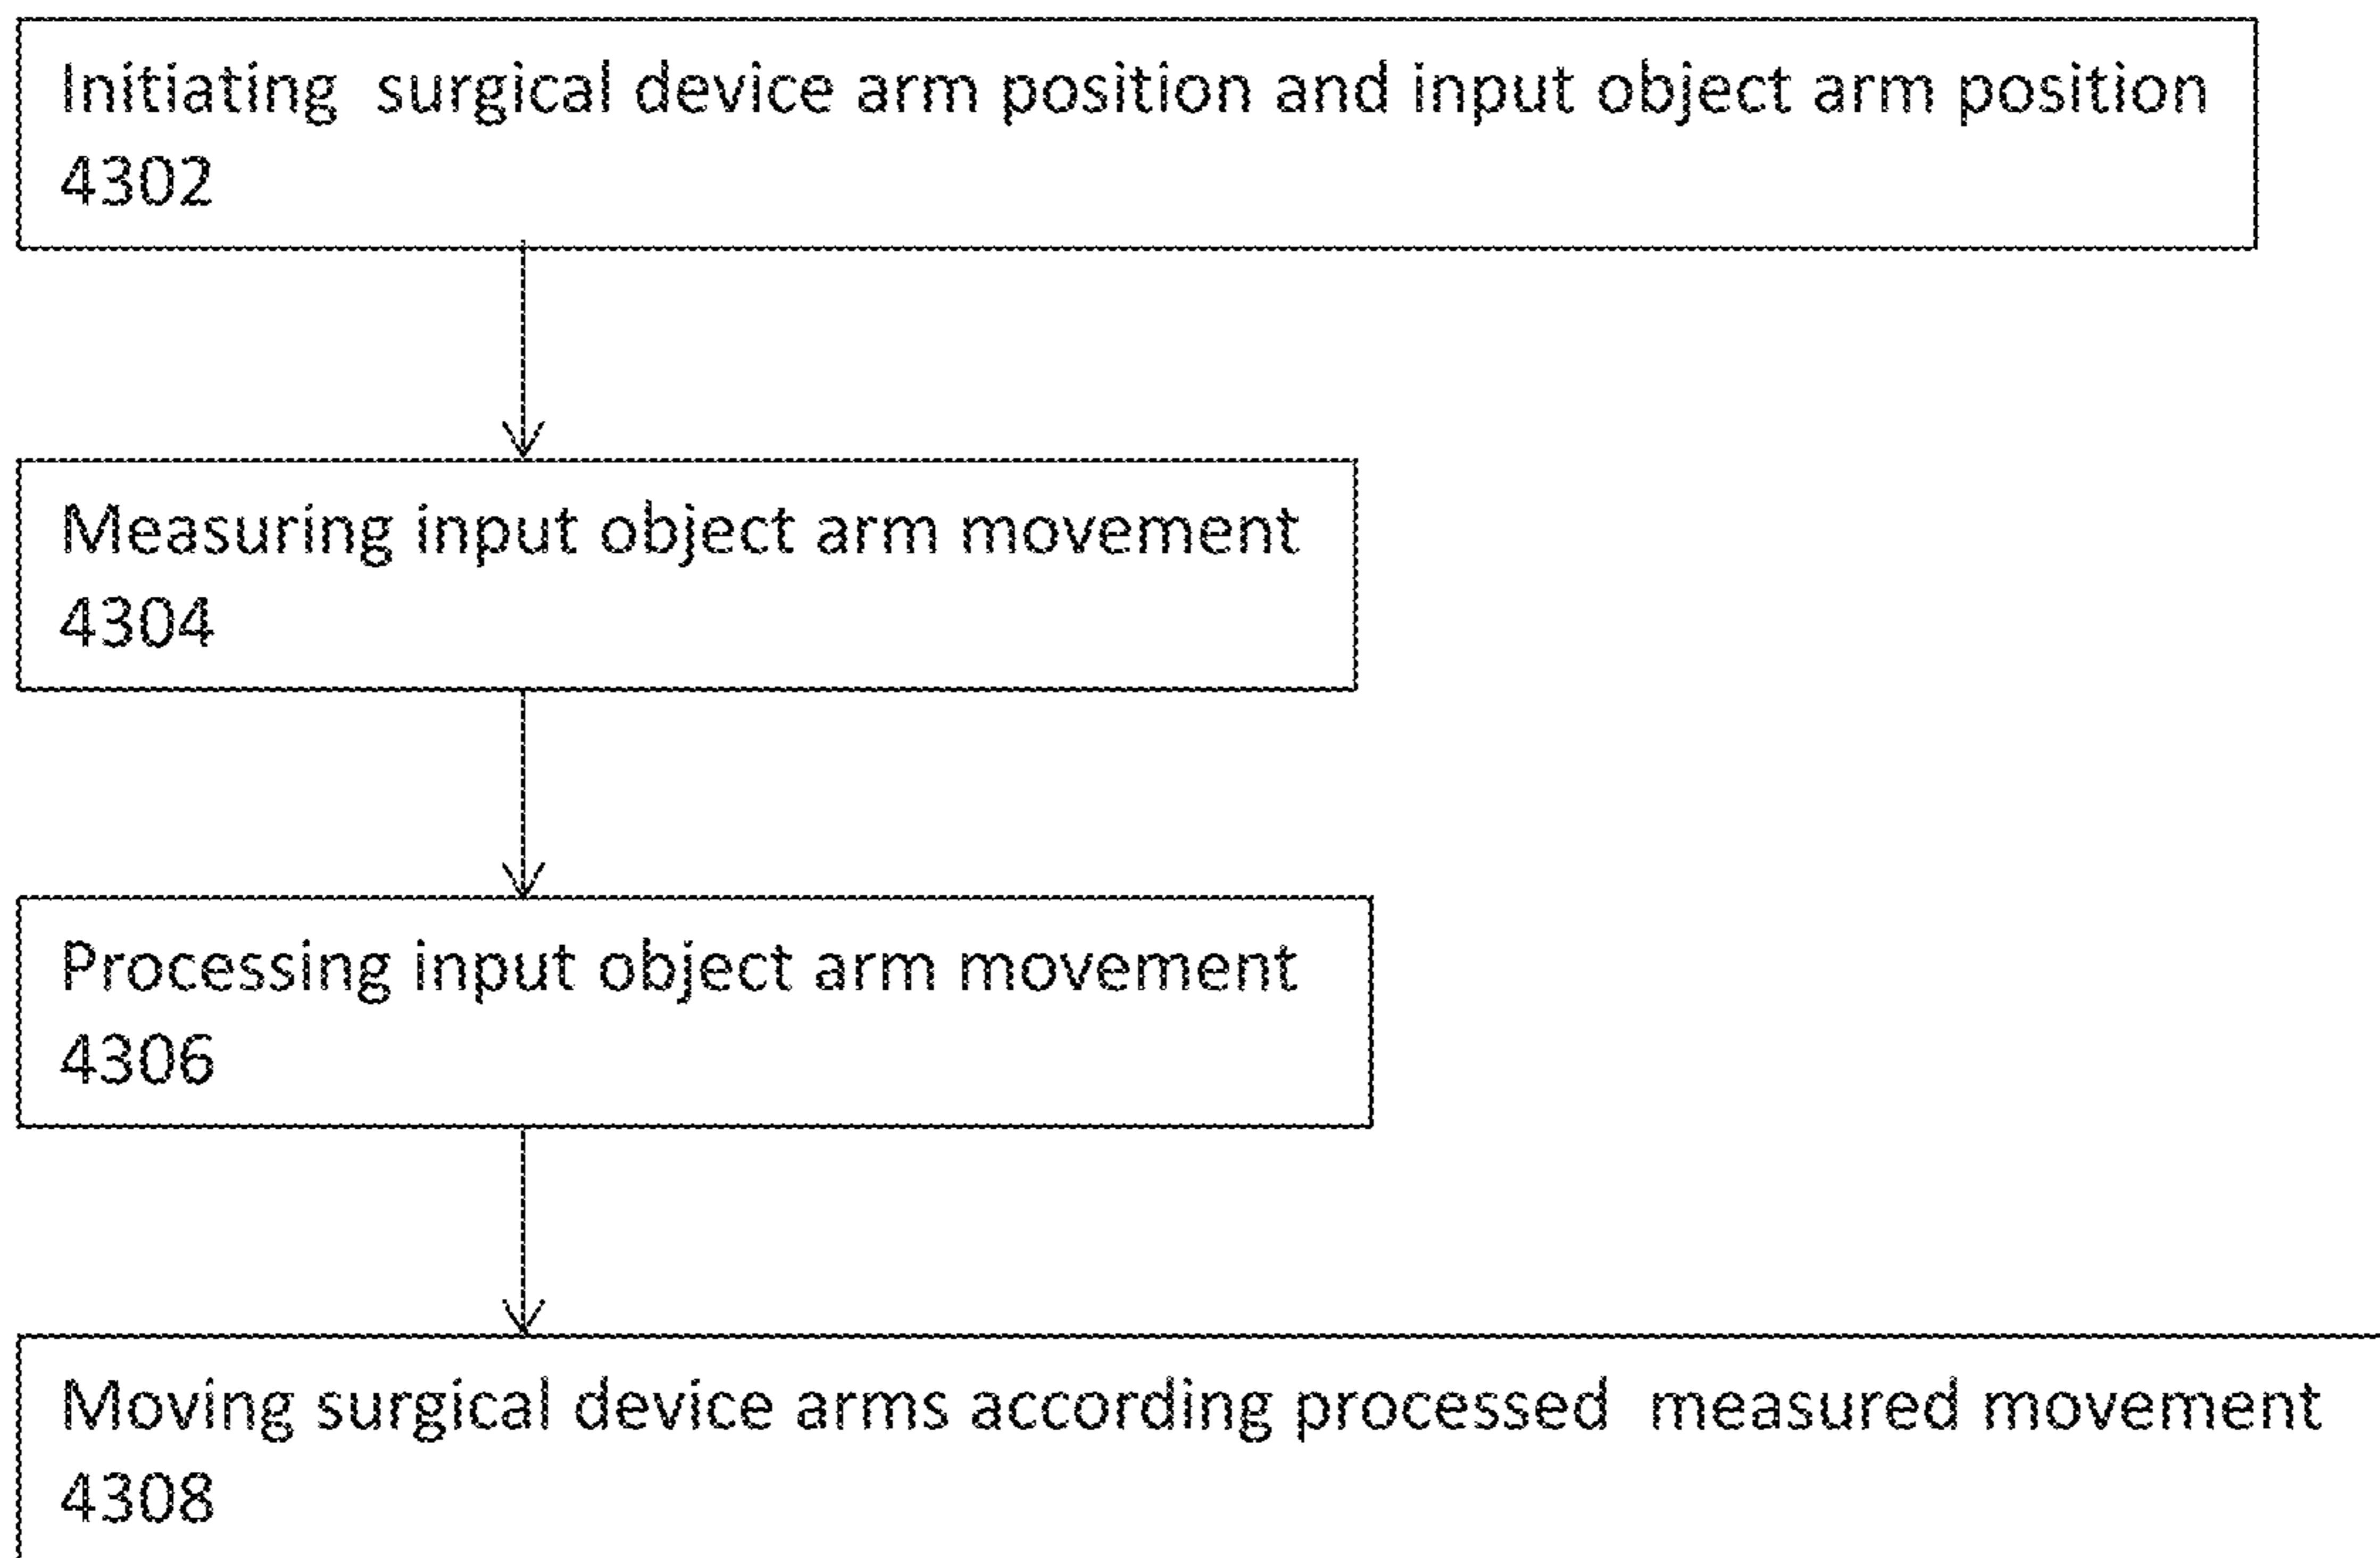 Initiating surgical device arm position and input object arm position
4302
Measuring input object arm movement
4304
Processing input object arm movement
4306
Moving surgical device arms according processed measured movement
4308